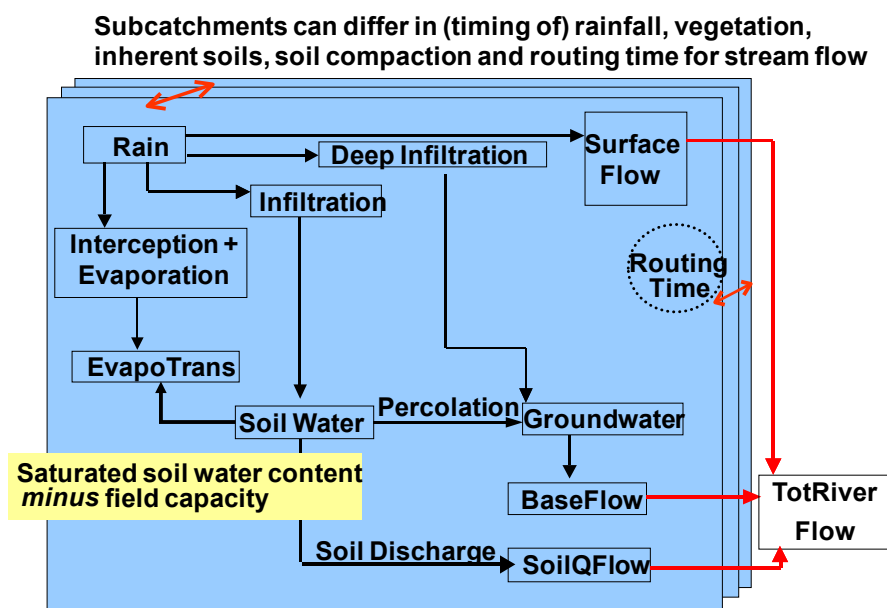 Subcatchments can differ in (timing of) rainfall, vegetation,
inherent soils, soil compaction and routing time for stream flow
Rain
Deep Infiltration
Surface
Flow
Infiltration
Interception +
Evaporation
Routing
Time
EvapoTrans
Soil Water
Percolation
Groundwater
Saturated soil water content
minus field capacity
BaseFlow
TotRiver
Flow
Soil Discharge
SoilQFlow